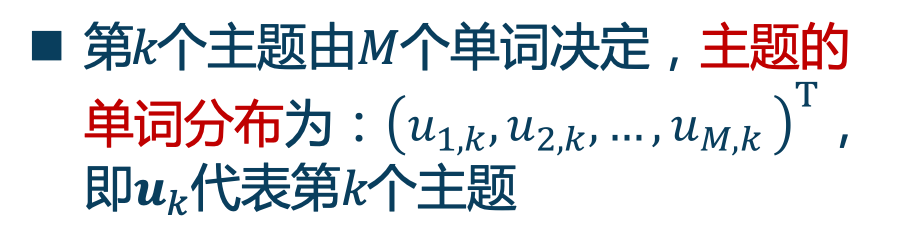 ■ 第k个主题由M个单词决定，主题的
单词分布为：(u_{1,k}, u_{2,k}, …, u_{M,k})^T，
即u_k代表第k个主题